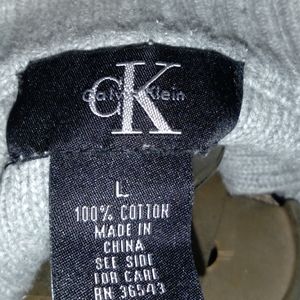 cK
Calvin Klein
L
100% COTTON
MADE IN
CHINA
SEE SIDE
FOR CARE
RN 36543